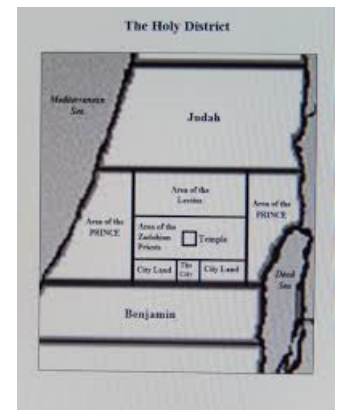 The Holy District
Mediterranean
Sea
Judah
Area of the
Levites
Area of the
PRINCE
Area of the
PRINCE
Area of the
Zadokian
Priests
Temple
City Land
The
City
City Land
Dead
Sea
Benjamin